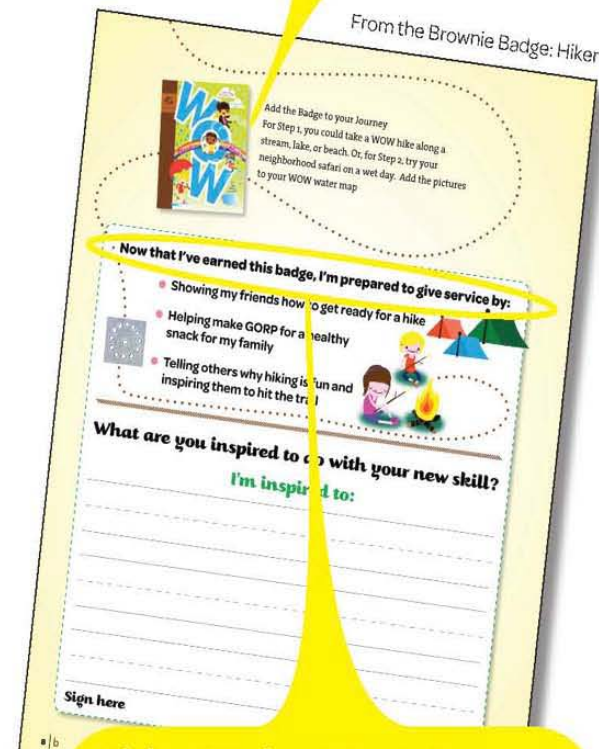 From the Brownie Badge: Hiker
WOW
Add the Badge to your Journey
For Step 1, you could take a WOW hike along a
stream, lake, or beach. Or, for Step 2, try your
neighborhood safari on a wet day. Add the pictures
to your WOW water map
Now that I've earned this badge, I'm prepared to give service by:
Showing my friends how to get ready for a hike
Helping make GORP for a healthy
snack for my family
Telling others why hiking is fun and
inspiring them to hit the trail
What are you inspired to do with your new skill?
I'm inspired to:
Sign here
8 | b